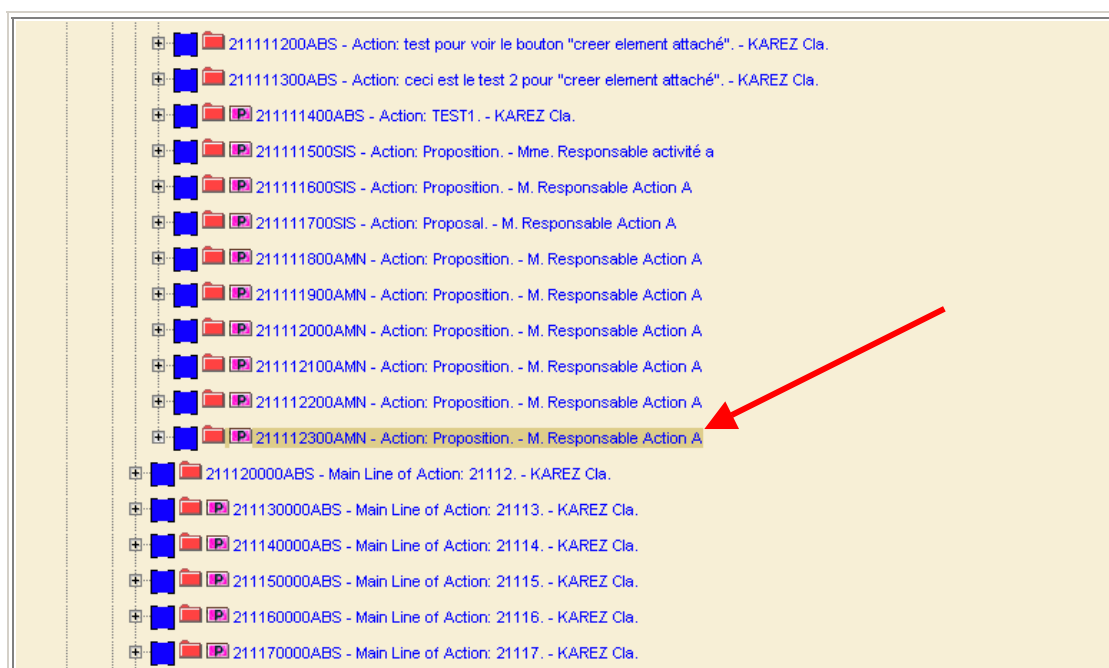 211111200ABS - Action: test pour voir le bouton "creer element attaché". - KAREZ Cla.
211111300ABS - Action: ceci est le test 2 pour "creer element attaché". - KAREZ Cla.
P 211111400ABS - Action: TEST1. - KAREZ Cla.
P 211111500SIS - Action: Proposition. - Mme. Responsable activité a
P 211111600SIS - Action: Proposition. - M. Responsable Action A
P 211111700SIS - Action: Proposal. - M. Responsable Action A
P 211111800AMN - Action: Proposition. - M. Responsable Action A
P 211111900AMN - Action: Proposition. - M. Responsable Action A
P 211112000AMN - Action: Proposition. - M. Responsable Action A
P 211112100AMN - Action: Proposition. - M. Responsable Action A
P 211112200AMN - Action: Proposition. - M. Responsable Action A
P 211112300AMN - Action: Proposition. - M. Responsable Action A
211120000ABS - Main Line of Action: 21112. - KAREZ Cla.
P 211130000ABS - Main Line of Action: 21113. - KAREZ Cla.
P 211140000ABS - Main Line of Action: 21114. - KAREZ Cla.
P 211150000ABS - Main Line of Action: 21115. - KAREZ Cla.
P 211160000ABS - Main Line of Action: 21116. - KAREZ Cla.
P 211170000ABS - Main Line of Action: 21117. - KAREZ Cla.